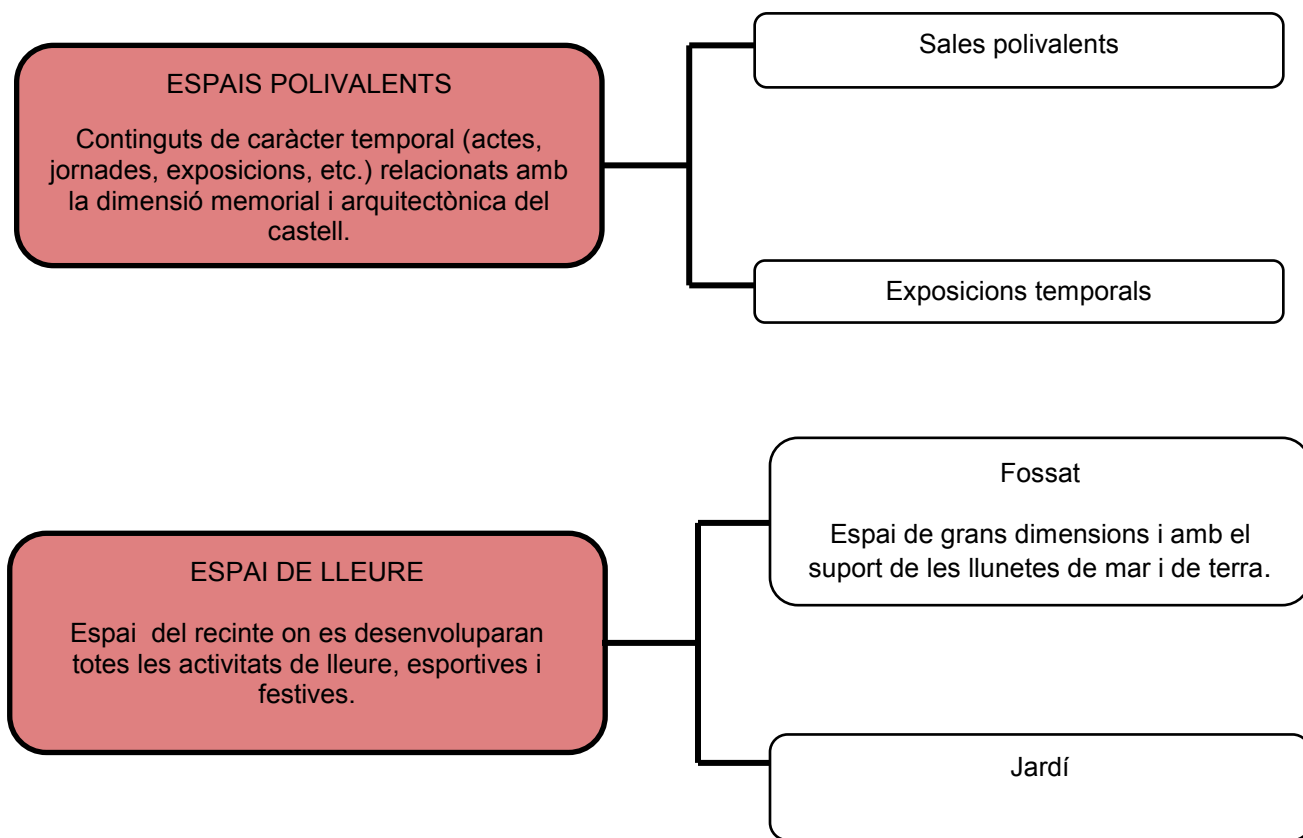 ESPAIS POLIVALENTS
Continguts de caràcter temporal (actes,
jornades, exposicions, etc.) relacionats amb
la dimensió memorial i arquitectònica del
castell.
Sales polivalents
Exposicions temporals
ESPAI DE LLEURE
Espai  del recinte on es desenvoluparan
totes les activitats de lleure, esportives i
festives.
Fossat
Espai de grans dimensions i amb el
suport de les llunetes de mar i de terra.
Jardí